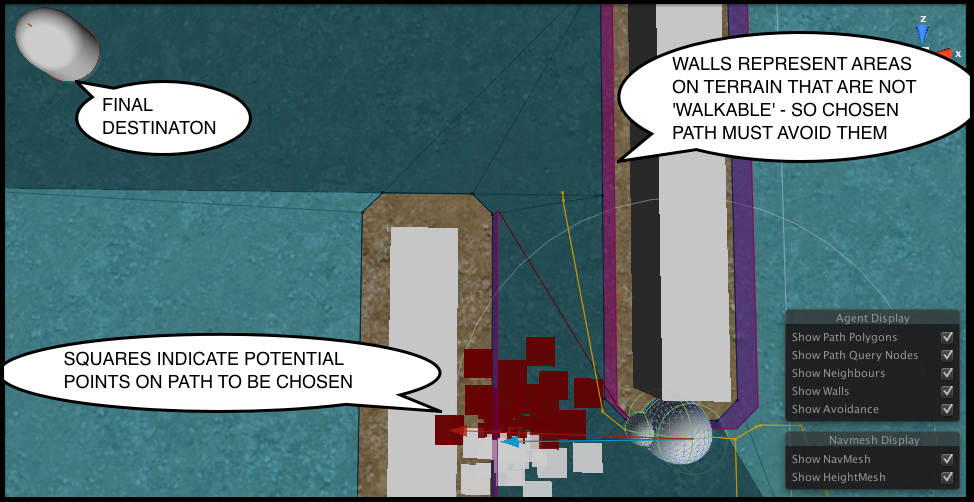 z
x
WALLS REPRESENT AREAS
ON TERRAIN THAT ARE NOT
'WALKABLE' - SO CHOSEN
PATH MUST AVOID THEM
FINAL
DESTINATON
SQUARES INDICATE POTENTIAL
POINTS ON PATH TO BE CHOSEN
Agent Display
Show Path Polygons
Show Path Query Nodes
Show Neighbours
Show Walls
Show Avoidance
Navmesh Display
Show NavMesh
Show HeightMesh